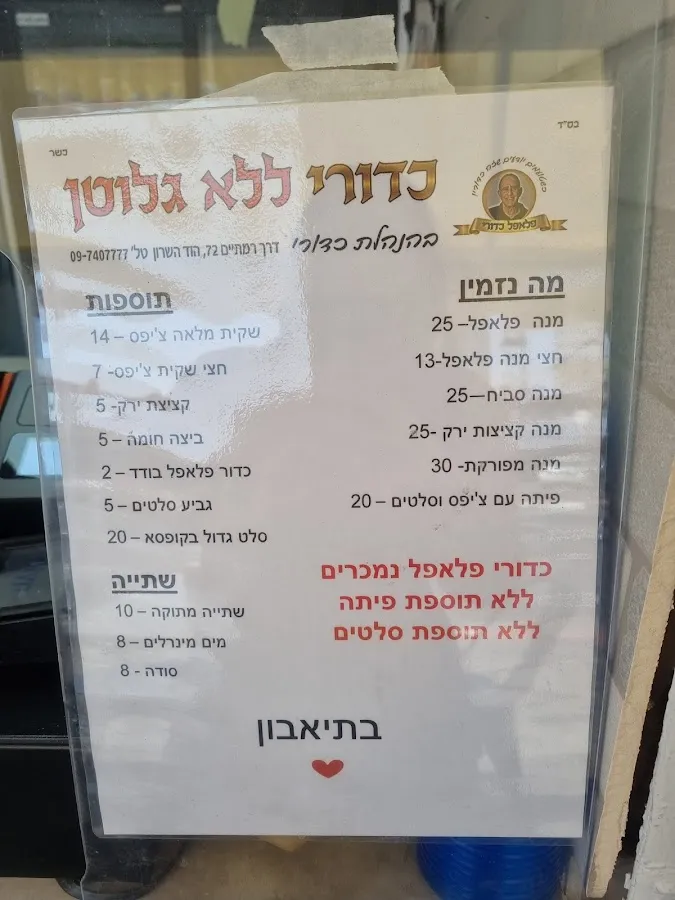 בס"ד
כשר
כדורי ללא גלוטן
פלאפל כדורי
בהנהלת כדורי
דרך רמתיים 72, הוד השרון טל' 09-7407777
מה נזמין
מנה פלאפל– 25
חצי מנה פלאפל-13
מנה סביח—25
מנה קציצות ירק -25
מנה מפורקת- 30
פיתה עם צ'יפס וסלטים – 20
כדורי פלאפל נמכרים
ללא תוספת פיתה
ללא תוספת סלטים
תוספות
שקית מלאה צ'יפס – 14
חצי שקית צ'יפס- 7
קציצת ירק- 5
ביצה חומה – 5
כדור פלאפל בודד – 2
גביע סלטים – 5
סלט גדול בקופסא – 20
שתייה
שתייה מתוקה – 10
מים מינרלים – 8
סודה - 8
בתיאבון